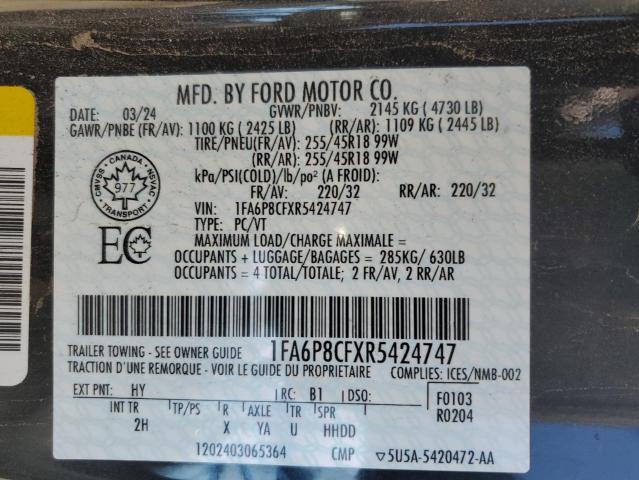 MFD. BY FORD MOTOR CO.
DATE: 03/24 GVWR/PNBV: 2145 KG ( 4730 LB)
GAWR/PNBE (FR/AV): 1100 KG ( 2425 LB) (RR/AR): 1109 KG ( 2445 LB)
TIRE/PNEU(FR/AV): 255/45R18 99W
(RR/AR): 255/45R18 99W
kPa/PSI(COLD)/lb/po² (A FROID):
FR/AV: 220/32 RR/AR: 220/32
CMVSS • CANADA • NSVAC
977
TRANSPORT
VIN: 1FA6P8CFXR5424747
TYPE: PC/VT
EC
MAXIMUM LOAD/CHARGE MAXIMALE =
OCCUPANTS + LUGGAGE/BAGAGES = 285KG/ 630LB
OCCUPANTS = 4 TOTAL/TOTALE; 2 FR/AV, 2 RR/AR
TRAILER TOWING - SEE OWNER GUIDE 1FA6P8CFXR5424747
TRACTION D'UNE REMORQUE - VOIR LE GUIDE DU PROPRIETAIRE COMPLIES: ICES/NMB-002
EXT PNT: HY RC: B1 DSO: F0103
INT TR TP/PS R AXLE TR SPR R0204
2H X YA U HHDD
1202403065364 CMP ▽5U5A-5420472-AA